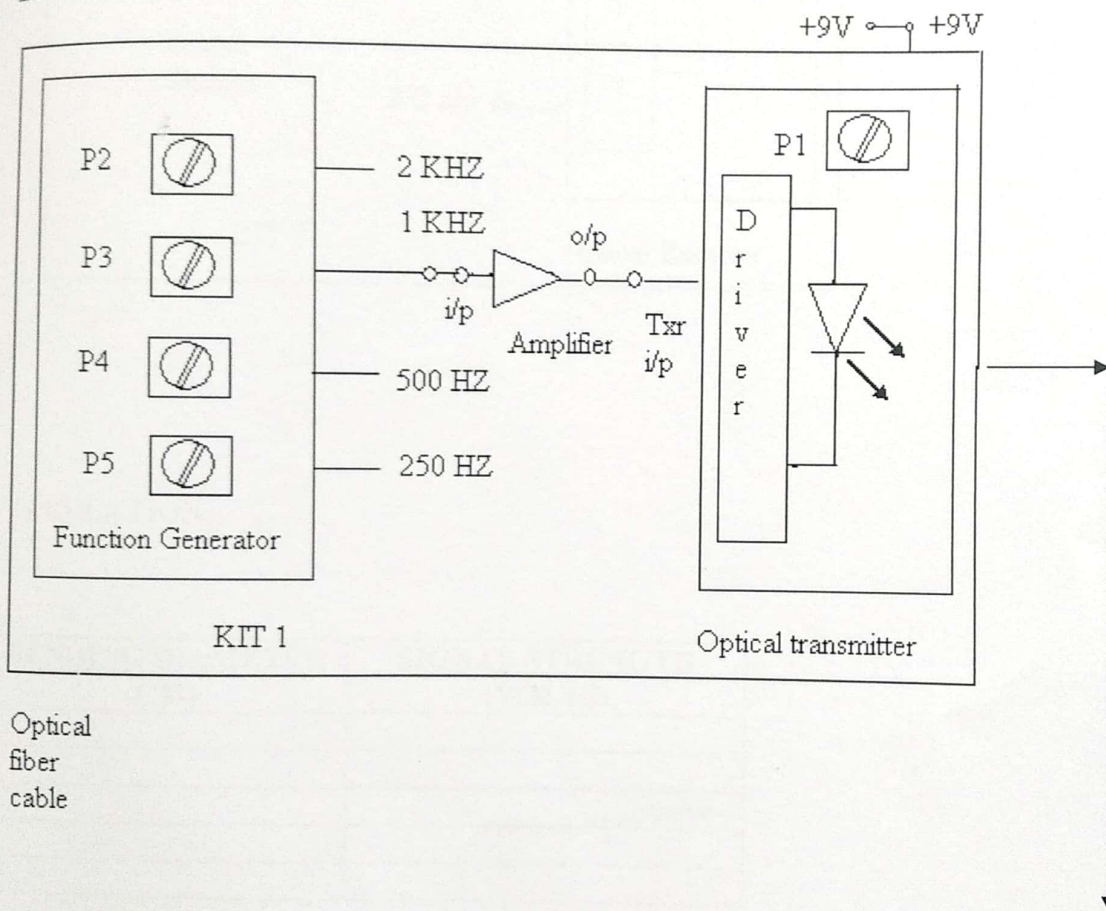 +9V +9V
P2
2 KHZ
P1
1 KHZ
P3
o/p
i/p
Amplifier
Txr
i/p
Driver
P4
500 HZ
P5
250 HZ
Function Generator
KIT 1
Optical transmitter
Optical
fiber
cable